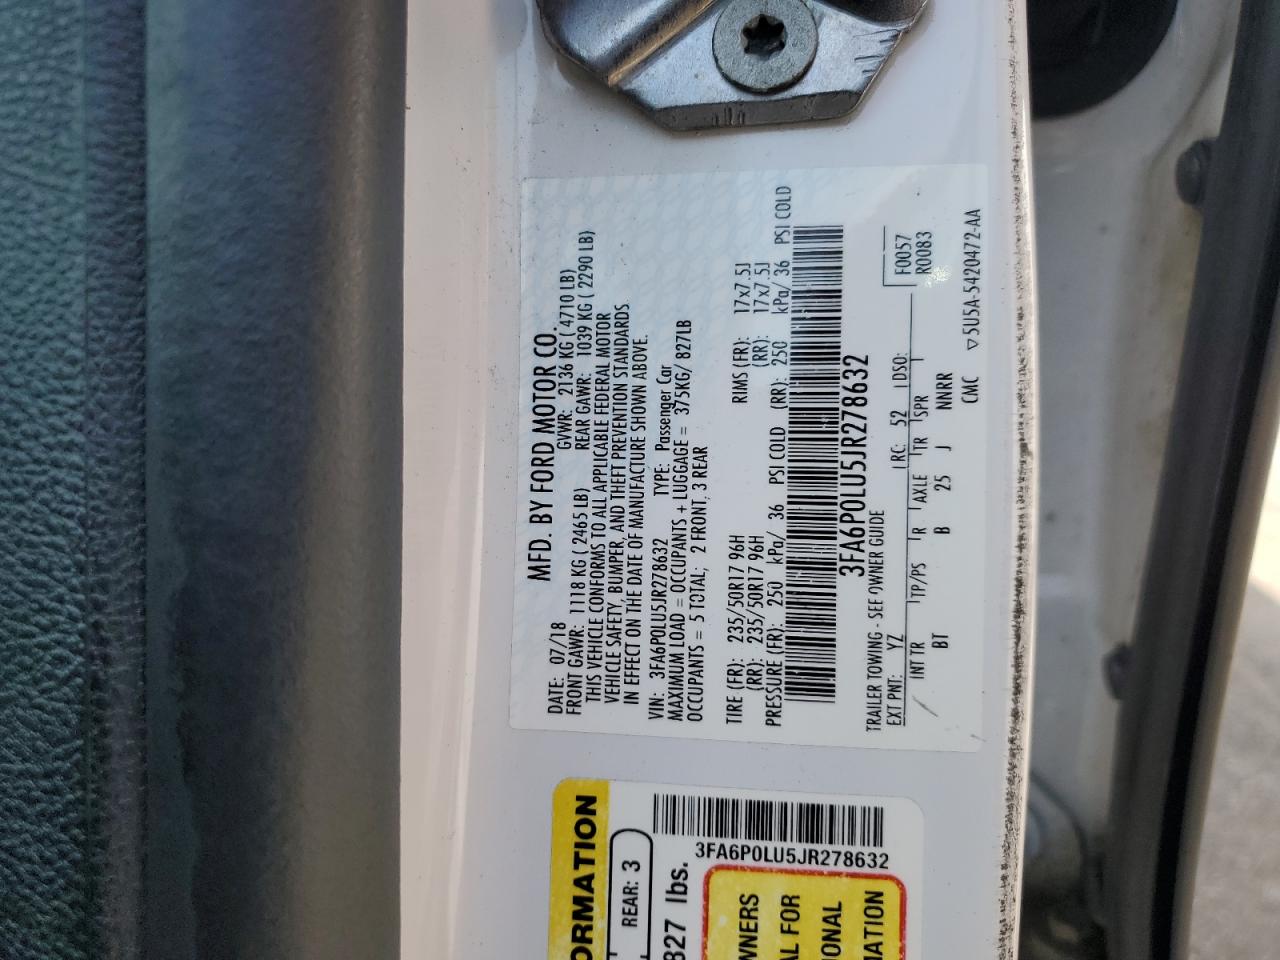 MFD. BY FORD MOTOR CO.
DATE: 07/18 GVWR: 2136 KG ( 4710 LB)
FRONT GAWR: 1118 KG ( 2465 LB) REAR GAWR: 1039 KG ( 2290 LB)
THIS VEHICLE CONFORMS TO ALL APPLICABLE FEDERAL MOTOR
VEHICLE SAFETY, BUMPER, AND THEFT PREVENTION STANDARDS
IN EFFECT ON THE DATE OF MANUFACTURE SHOWN ABOVE.
VIN: 3FA6P0LU5JR278632 TYPE: Passenger Car
MAXIMUM LOAD = OCCUPANTS + LUGGAGE = 375KG/ 827LB
OCCUPANTS = 5 TOTAL; 2 FRONT, 3 REAR
TIRE (FR): 235/50R17 96H RIMS (FR): 17x7.5J
(RR): 235/50R17 96H (RR): 17x7.5J
PRESSURE (FR): 250 kPa/ 36 PSI COLD (RR): 250 kPa/ 36 PSI COLD
3FA6P0LU5JR278632
TRAILER TOWING - SEE OWNER GUIDE
F0057
R0083
EXT PNT: YZ RC: 52 DSO:
INT TR TP/PS R AXLE TR SPR
BT B 25 J NNRR
CMC ▽5U5A-5420472-AA
ORMATION
REAR: 3
827 lbs.
3FA6P0LU5JR278632
WNERS
AL FOR
IONAL
MATION